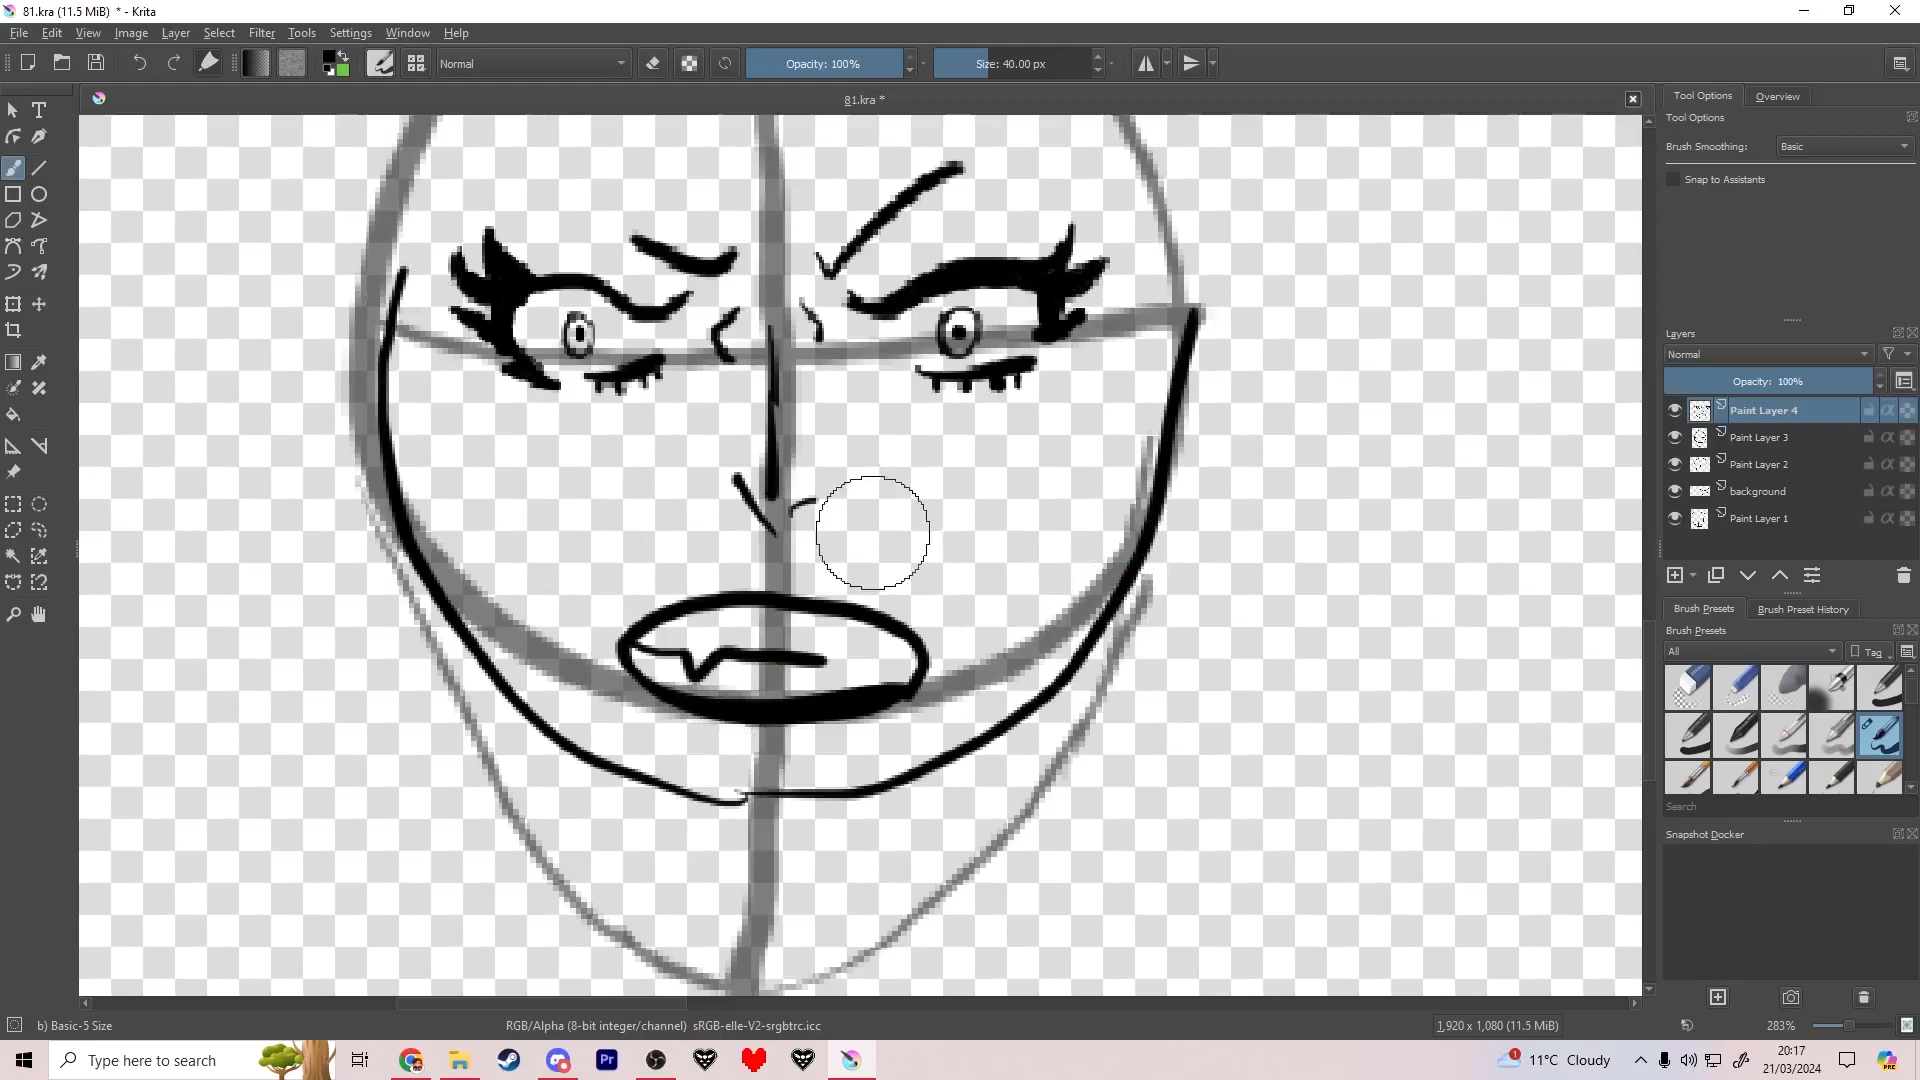 81.kra (11.5 MiB)  * - Krita
File Edit View Image Layer Select Filter Tools Settings Window Help
Normal
Opacity: 100%
Size: 40.00 px
81.kra *
Tool Options Overview
Tool Options
Brush Smoothing: Basic
Snap to Assistants
Layers
Normal
Opacity:  100%
Paint Layer 4
Paint Layer 3
Paint Layer 2
background
Paint Layer 1
Brush Presets Brush Preset History
Brush Presets
All Tag
Search
Snapshot Docker
b) Basic-5 Size RGB/Alpha (8-bit integer/channel)  sRGB-elle-V2-srgbtrc.icc 1,920 x 1,080 (11.5 MiB) 283%
Type here to search Pr 1 11°C Cloudy 20:17
21/03/2024
PRE